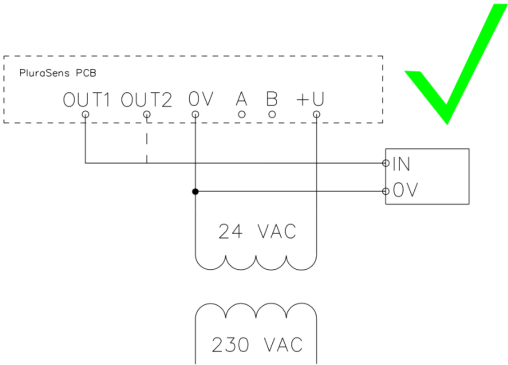 PluraSens PCB
OUT1 OUT2 0V A B +U
IN
0V
24 VAC
230 VAC